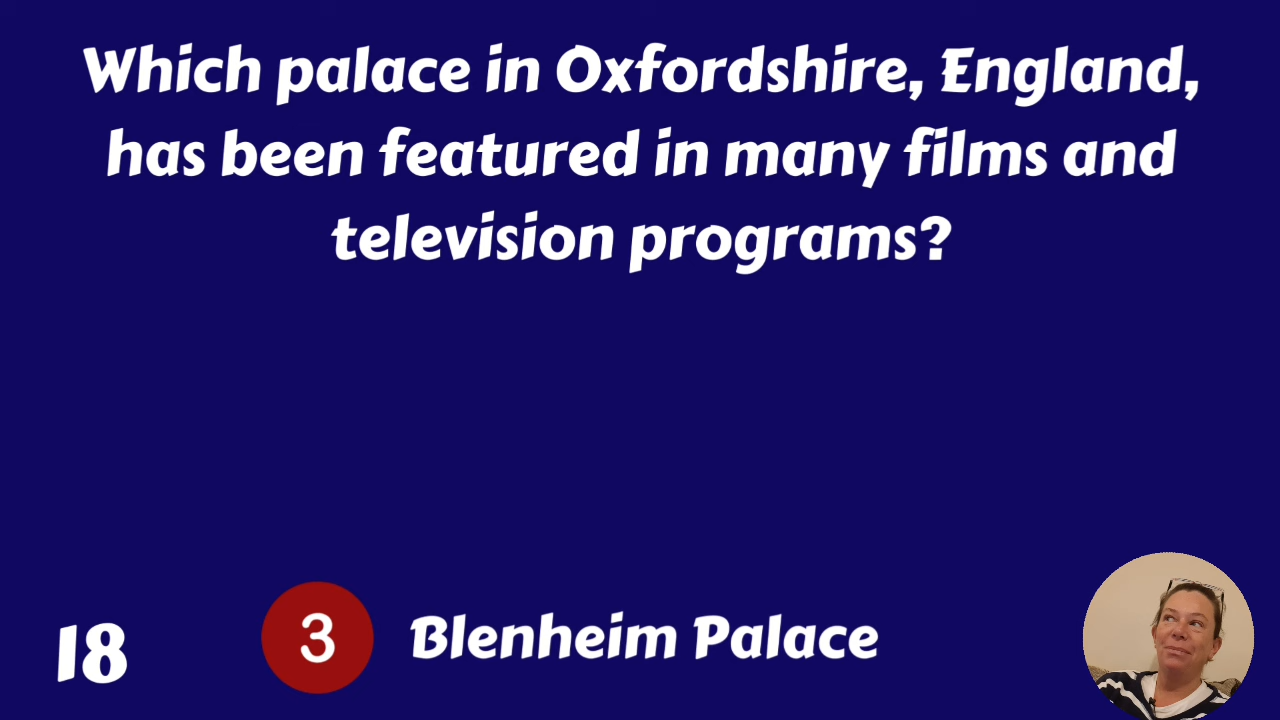 Which palace in Oxfordshire, England,
has been featured in many films and
television programs?
18
3
Blenheim Palace